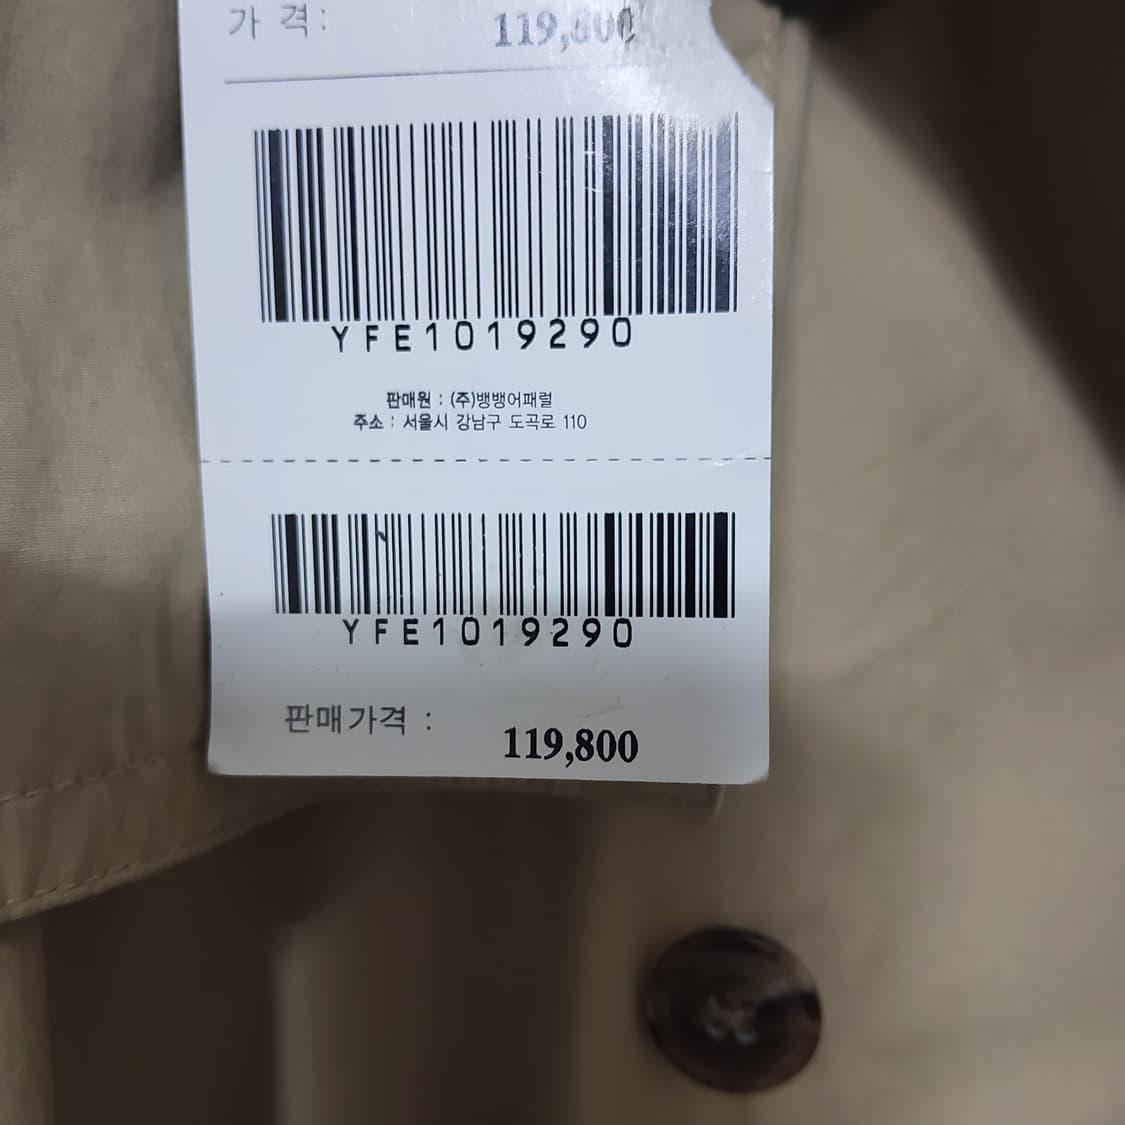 가 격 : 119,800
YFE1019290
판매원 : (주)뱅뱅어패럴
주소 : 서울시 강남구 도곡로 110
YFE1019290
판매가격 : 119,800